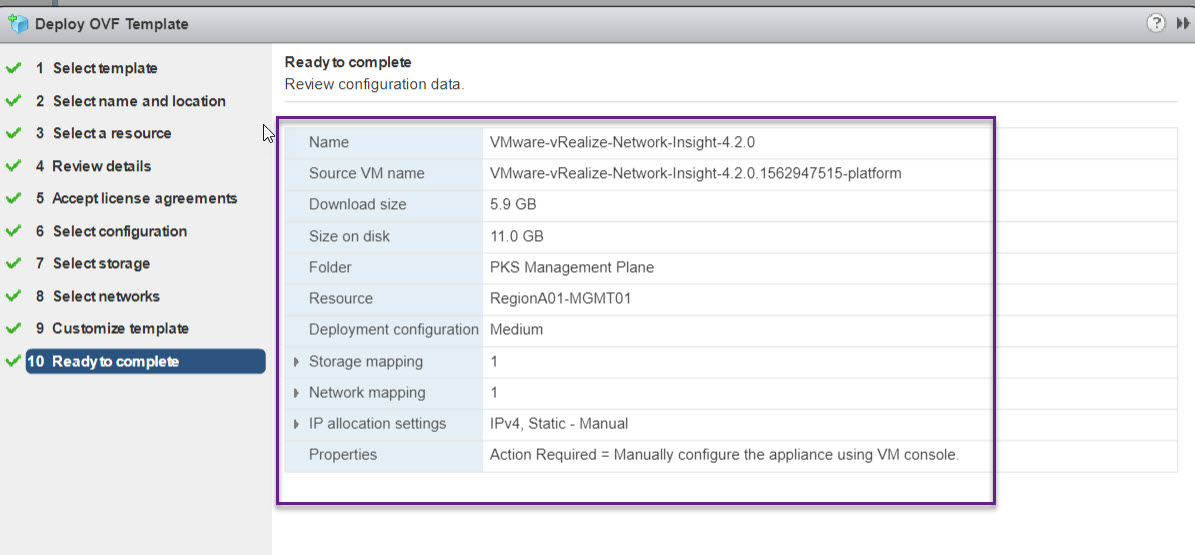 Deploy OVF Template
?
1 Select template
2 Select name and location
3 Select a resource
4 Review details
5 Accept license agreements
6 Select configuration
7 Select storage
8 Select networks
9 Customize template
10 Ready to complete
Ready to complete
Review configuration data.
Name VMware-vRealize-Network-Insight-4.2.0
Source VM name VMware-vRealize-Network-Insight-4.2.0.1562947515-platform
Download size 5.9 GB
Size on disk 11.0 GB
Folder PKS Management Plane
Resource RegionA01-MGMT01
Deployment configuration Medium
Storage mapping 1
Network mapping 1
IP allocation settings IPv4, Static - Manual
Properties Action Required = Manually configure the appliance using VM console.